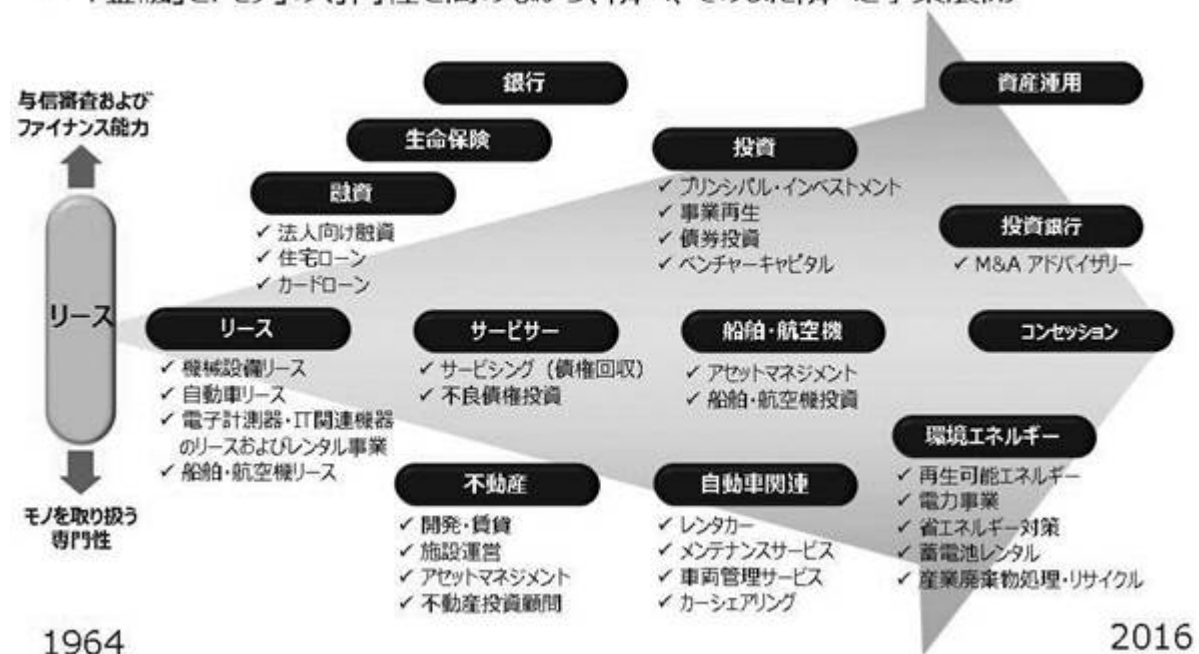 銀行
資産運用
与信審査および
ファイナンス能力
生命保険
投資
融資
✓ プリンシパル・インベストメント
✓ 事業再生
✓ 債券投資
✓ ベンチャーキャピタル
✓ 法人向け融資
✓ 住宅ローン
✓ カードローン
投資銀行
✓ M&A アドバイザリー
リース
リース
✓ 機械設備リース
✓ 自動車リース
✓ 電子計測器・IT関連機器
のリースおよびレンタル事業
✓ 船舶・航空機リース
サービサー
✓ サービシング（債権回収）
✓ 不良債権投資
船舶・航空機
✓ アセットマネジメント
✓ 船舶・航空機投資
コンセッション
モノを取り扱う
専門性
不動産
✓ 開発・賃貸
✓ 施設運営
✓ アセットマネジメント
✓ 不動産投資顧問
自動車関連
✓ レンタカー
✓ メンテナンスサービス
✓ 車両管理サービス
✓ カーシェアリング
環境エネルギー
✓ 再生可能エネルギー
✓ 電力事業
✓ 省エネルギー対策
✓ 蓄電池レンタル
✓ 産業廃棄物処理・リサイクル
1964
2016